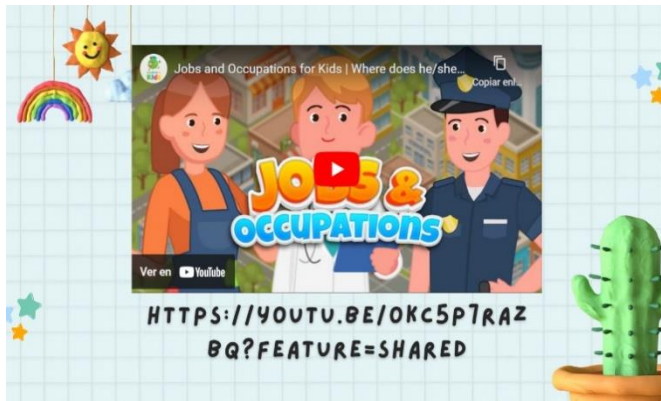 Jobs and Occupations for Kids | Where does he/she...
Copiar enl...
JOBS &
OCCUPATIONS
Ver en YouTube
HTTPS://YOUTU.BE/OKC5P7RAZ
BQ?FEATURE=SHARED